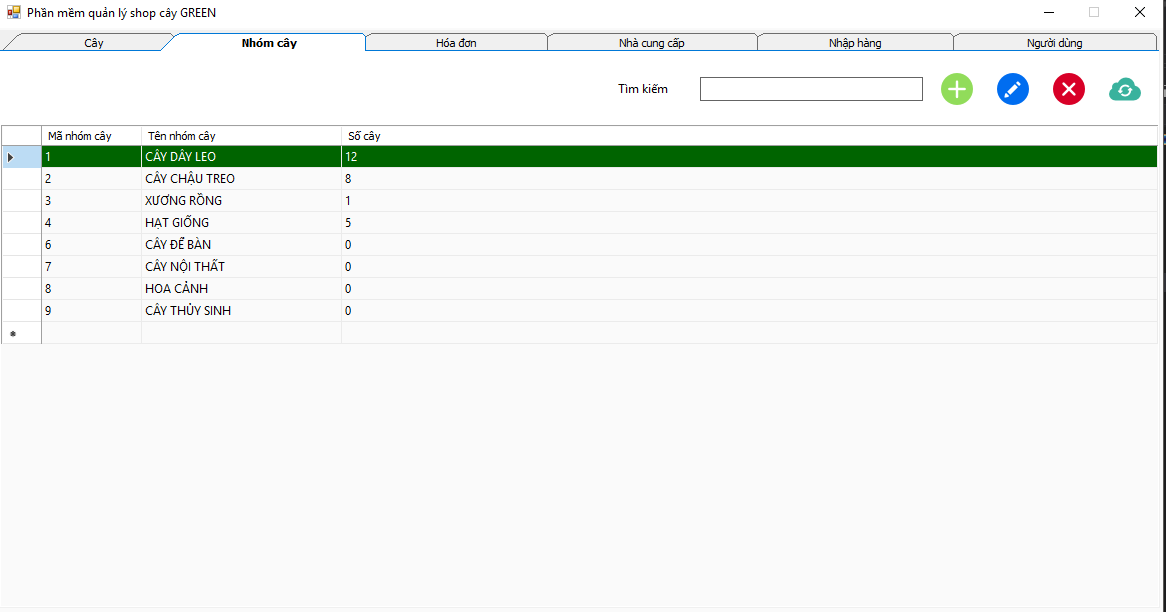 Phần mềm quản lý shop cây GREEN
Cây Nhóm cây Hóa đơn Nhà cung cấp Nhập hàng Người dùng
Tìm kiếm
Mã nhóm cây Tên nhóm cây Số cây
1 CÂY DÂY LEO 12
2 CÂY CHẬU TREO 8
3 XƯƠNG RỒNG 1
4 HẠT GIỐNG 5
6 CÂY ĐỂ BÀN 0
7 CÂY NỘI THẤT 0
8 HOA CẢNH 0
9 CÂY THỦY SINH 0